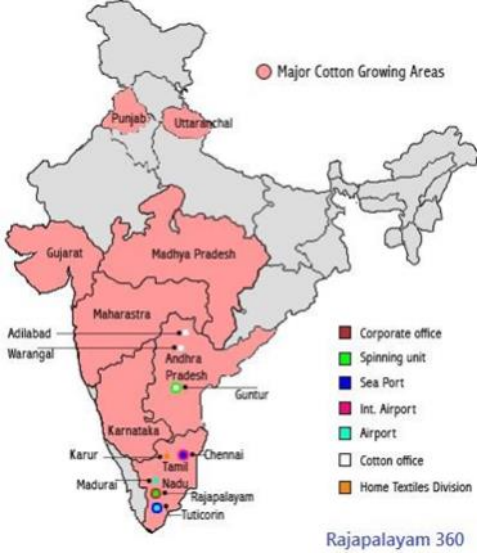 Major Cotton Growing Areas
Punjab
Uttaranchal
Gujarat
Madhya Pradesh
Maharastra
Adilabad
Warangal
Andhra
Pradesh
Guntur
Karnataka
Karur
Tamil
Nadu
Chennai
Madurai
Rajapalayam
Tuticorin
Corporate office
Spinning unit
Sea Port
Int. Airport
Airport
Cotton office
Home Textiles Division
Rajapalayam 360